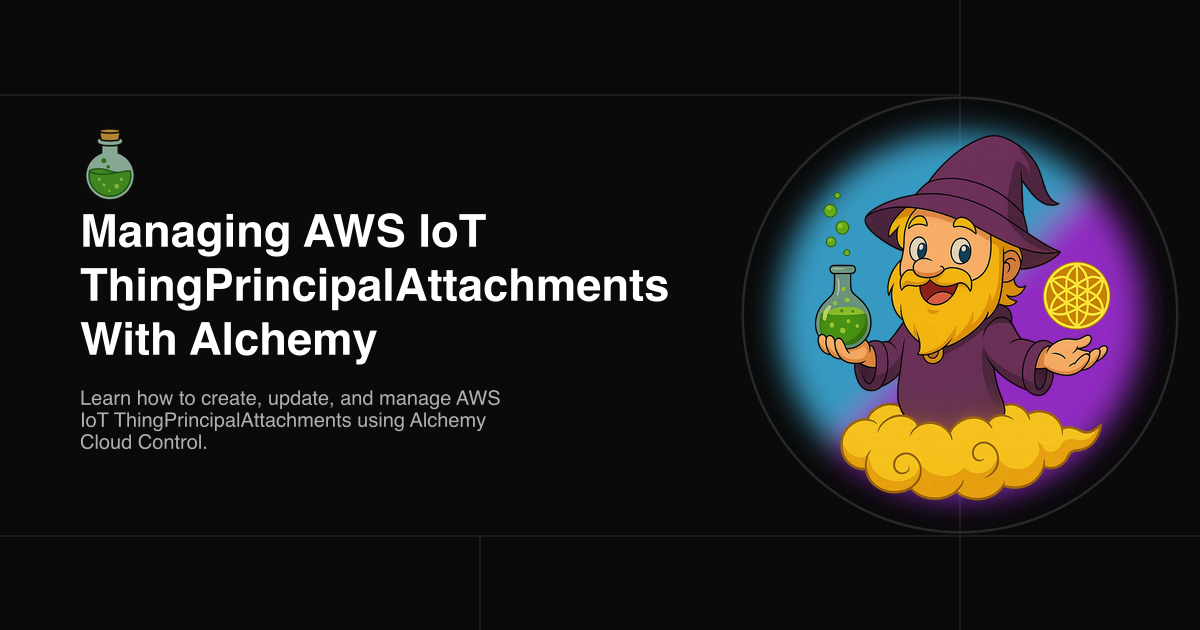 Managing AWS IoT
ThingPrincipalAttachments
With Alchemy
Learn how to create, update, and manage AWS
IoT ThingPrincipalAttachments using Alchemy
Cloud Control.